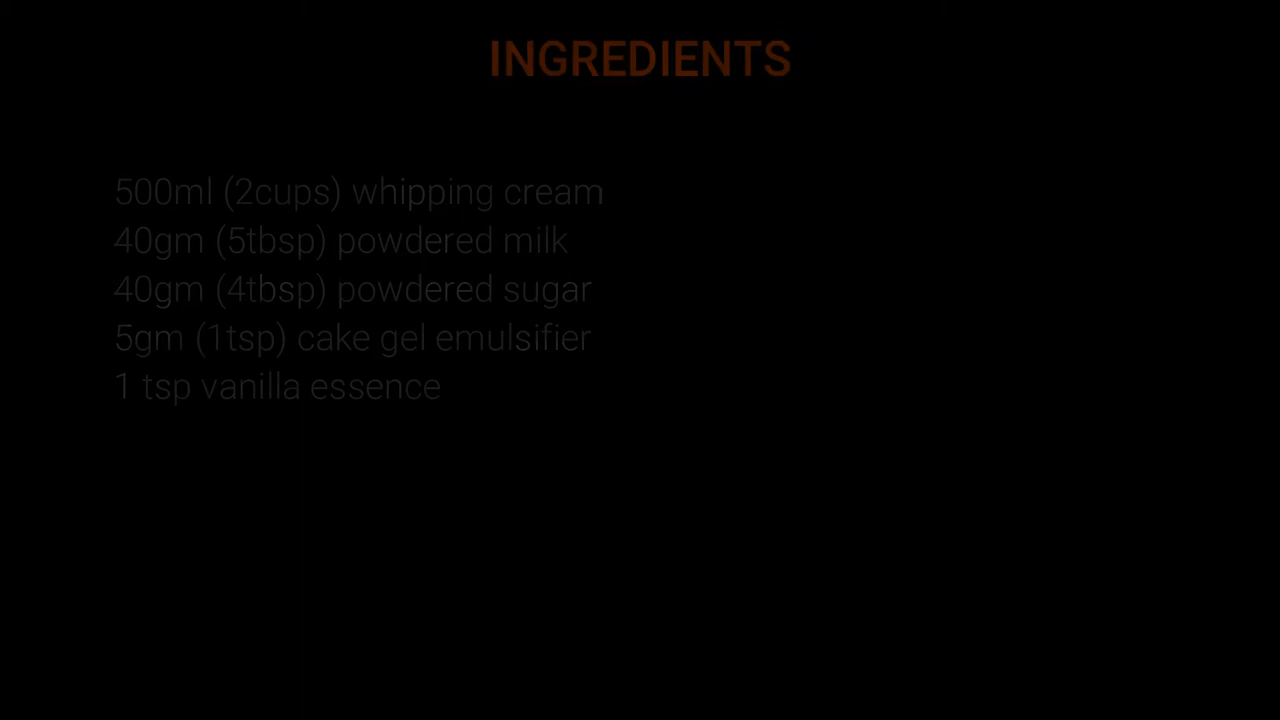 INGREDIENTS
500ml (2cups) whipping cream
40gm (5tbsp) powdered milk
40gm (4tbsp) powdered sugar
5gm (1tsp) cake gel emulsifier
1 tsp vanilla essence